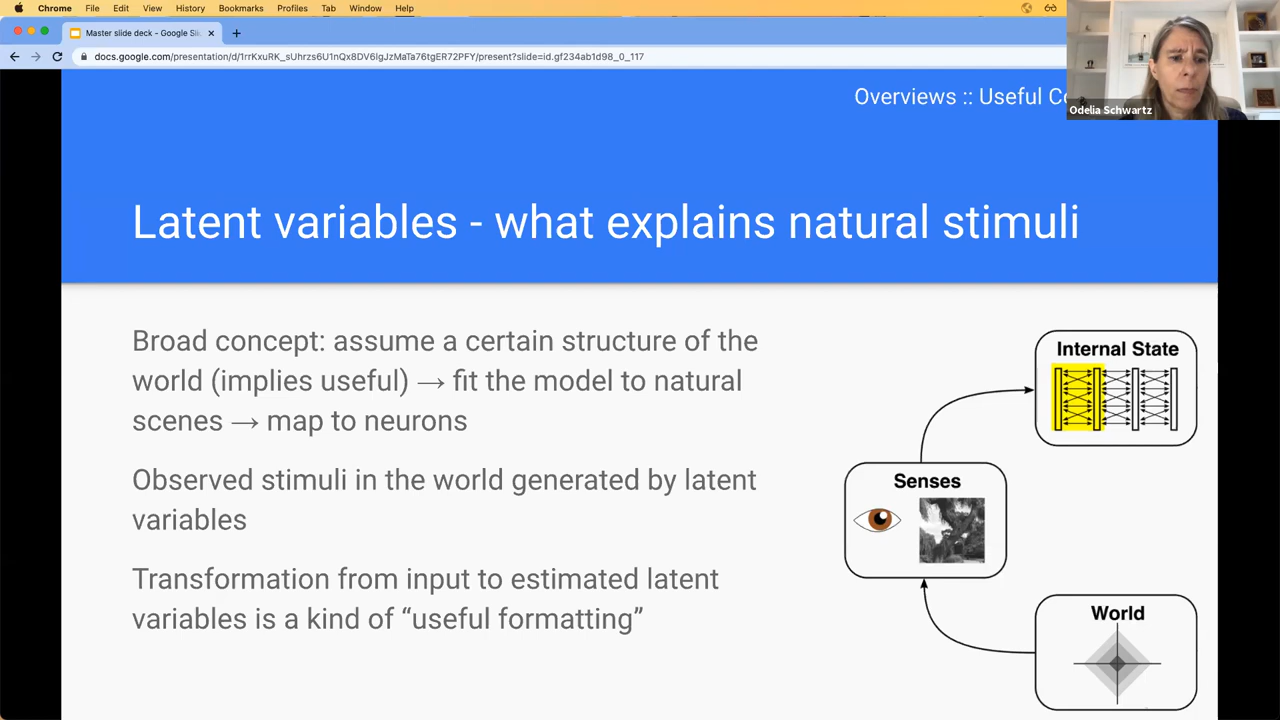 Chrome File Edit View History Bookmarks Profiles Tab Window Help
Master slide deck - Google Sli
docs.google.com/presentation/d/1rrKxuRK_sUhrzs6U1nQx8DV6lgJzMaTa76tgER72PFY/present?slide=id.gf234ab1d98_0_117
Odelia Schwartz
Overviews :: Useful
Latent variables - what explains natural stimuli
Broad concept: assume a certain structure of the
world (implies useful) → fit the model to natural
scenes → map to neurons
Observed stimuli in the world generated by latent
variables
Transformation from input to estimated latent
variables is a kind of “useful formatting”
Internal State
Senses
World